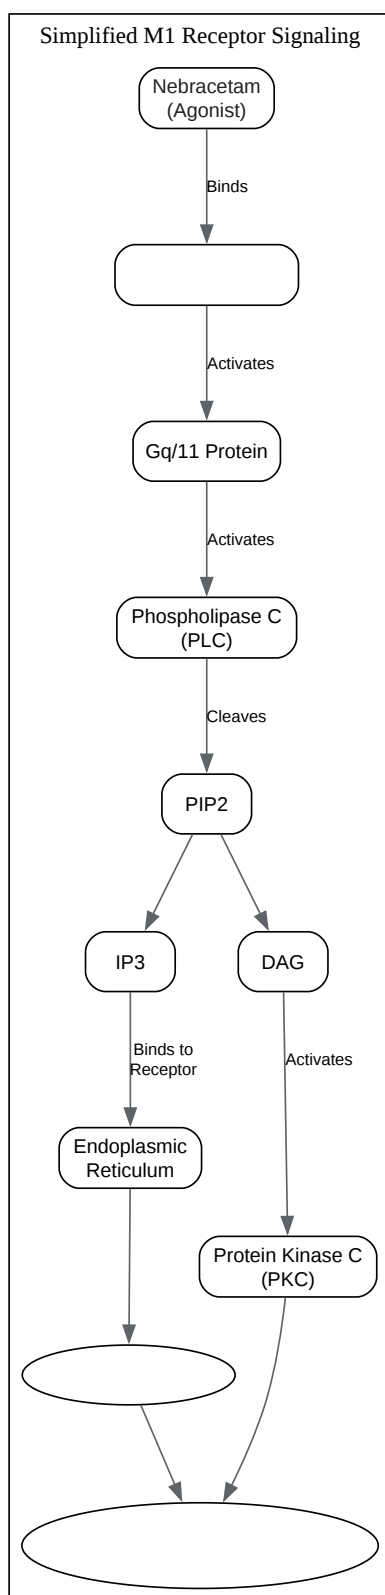 Simplified M1 Receptor Signaling
Nebracetam
(Agonist)
Binds
Activates
Gq/11 Protein
Activates
Phospholipase C
(PLC)
Cleaves
PIP2
IP3
DAG
Binds to
Receptor
Activates
Endoplasmic
Reticulum
Protein Kinase C
(PKC)